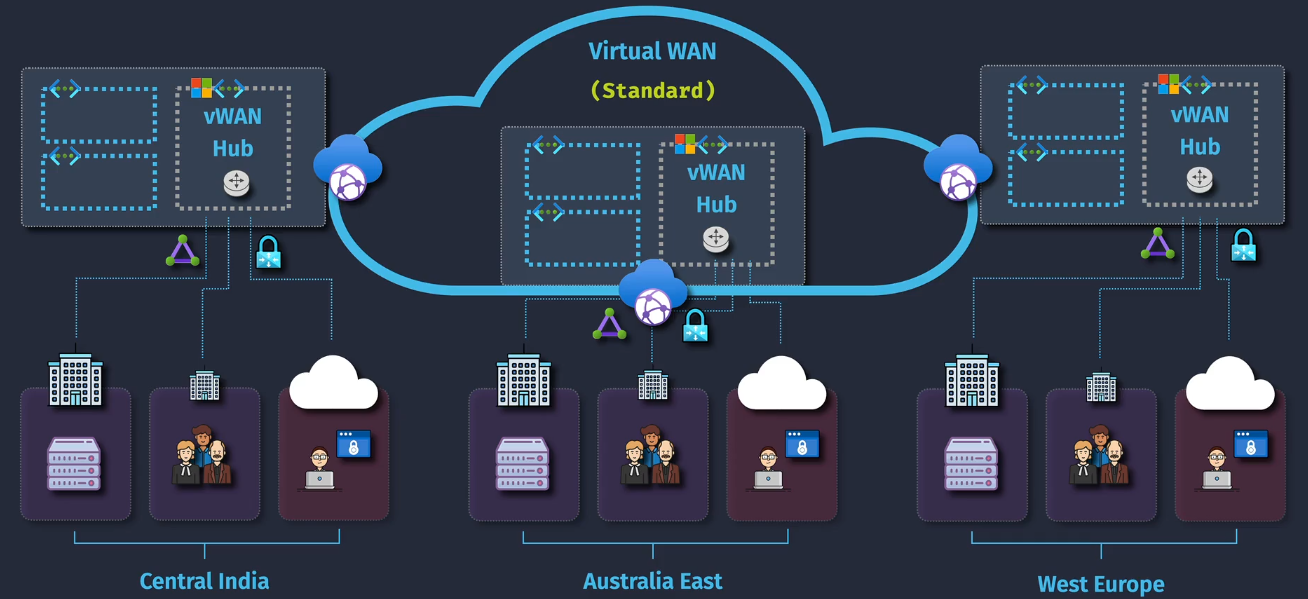 Virtual WAN
(Standard)
vWAN
Hub
vWAN
Hub
vWAN
Hub
Central India
Australia East
West Europe